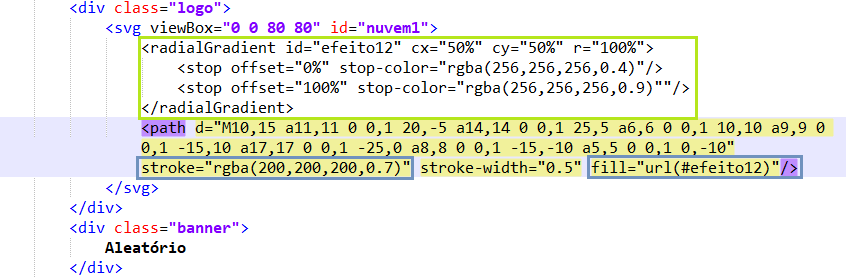 <div class="logo">
<svg viewBox="0 0 80 80" id="nuvem1">
<radialGradient id="efeito12" cx="50%" cy="50%" r="100%">
<stop offset="0%" stop-color="rgba(256,256,256,0.4)"/>
<stop offset="100%" stop-color="rgba(256,256,256,0.9)""/>
</radialGradient>
<path d="M10,15 a11,11 0 0,1 20,-5 a14,14 0 0,1 25,5 a6,6 0 0,1 10,10 a9,9 0
0,1 -15,10 a17,17 0 0,1 -25,0 a8,8 0 0,1 -15,-10 a5,5 0 0,1 0,-10"
stroke="rgba(200,200,200,0.7)" stroke-width="0.5" fill="url(#efeito12)"/>
</svg>
</div>
<div class="banner">
Aleatório
</div>